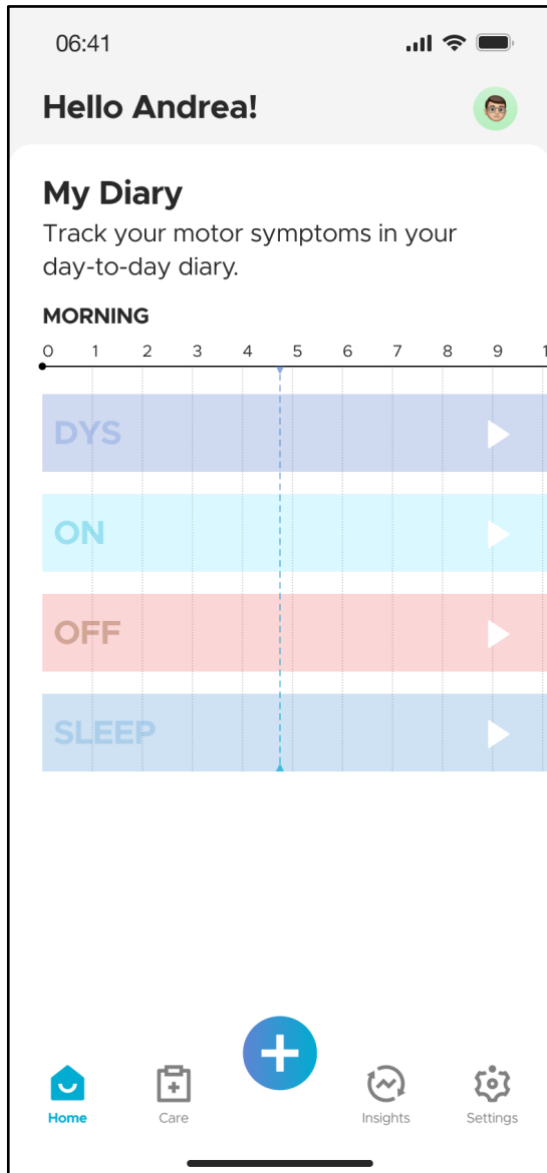 06:41
Hello Andrea!
My Diary
Track your motor symptoms in your
day-to-day diary.
MORNING
0 1 2 3 4 5 6 7 8 9 1
DYS
ON
OFF
SLEEP
Home Care Insights Settings